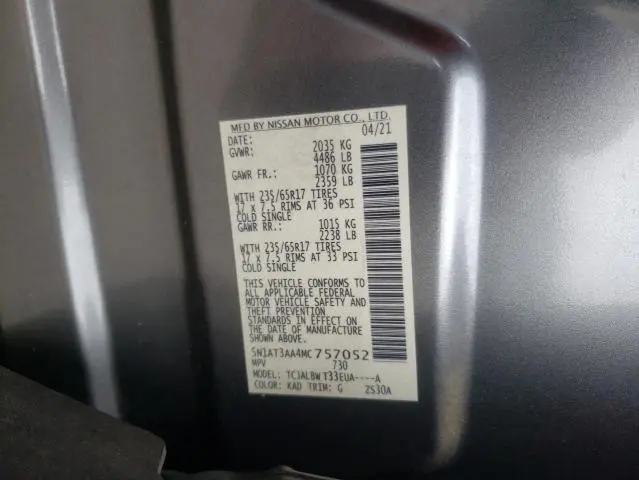 MFD BY NISSAN MOTOR CO., LTD.
DATE: 04/21
GVWR: 2035 KG
4486 LB
GAWR FR.: 1070 KG
2359 LB
WITH 235/65R17 TIRES
17 x 7.5 RIMS AT 36 PSI
COLD SINGLE
GAWR RR.: 1015 KG
2238 LB
WITH 235/65R17 TIRES
17 x 7.5 RIMS AT 33 PSI
COLD SINGLE
THIS VEHICLE CONFORMS TO
ALL APPLICABLE FEDERAL
MOTOR VEHICLE SAFETY AND
THEFT PREVENTION
STANDARDS IN EFFECT ON
THE DATE OF MANUFACTURE
SHOWN ABOVE.
5N1AT3AA4MC757052
MPV 730
MODEL: TCJALBW T33EUA----A
COLOR: KAD TRIM: G 2S30A